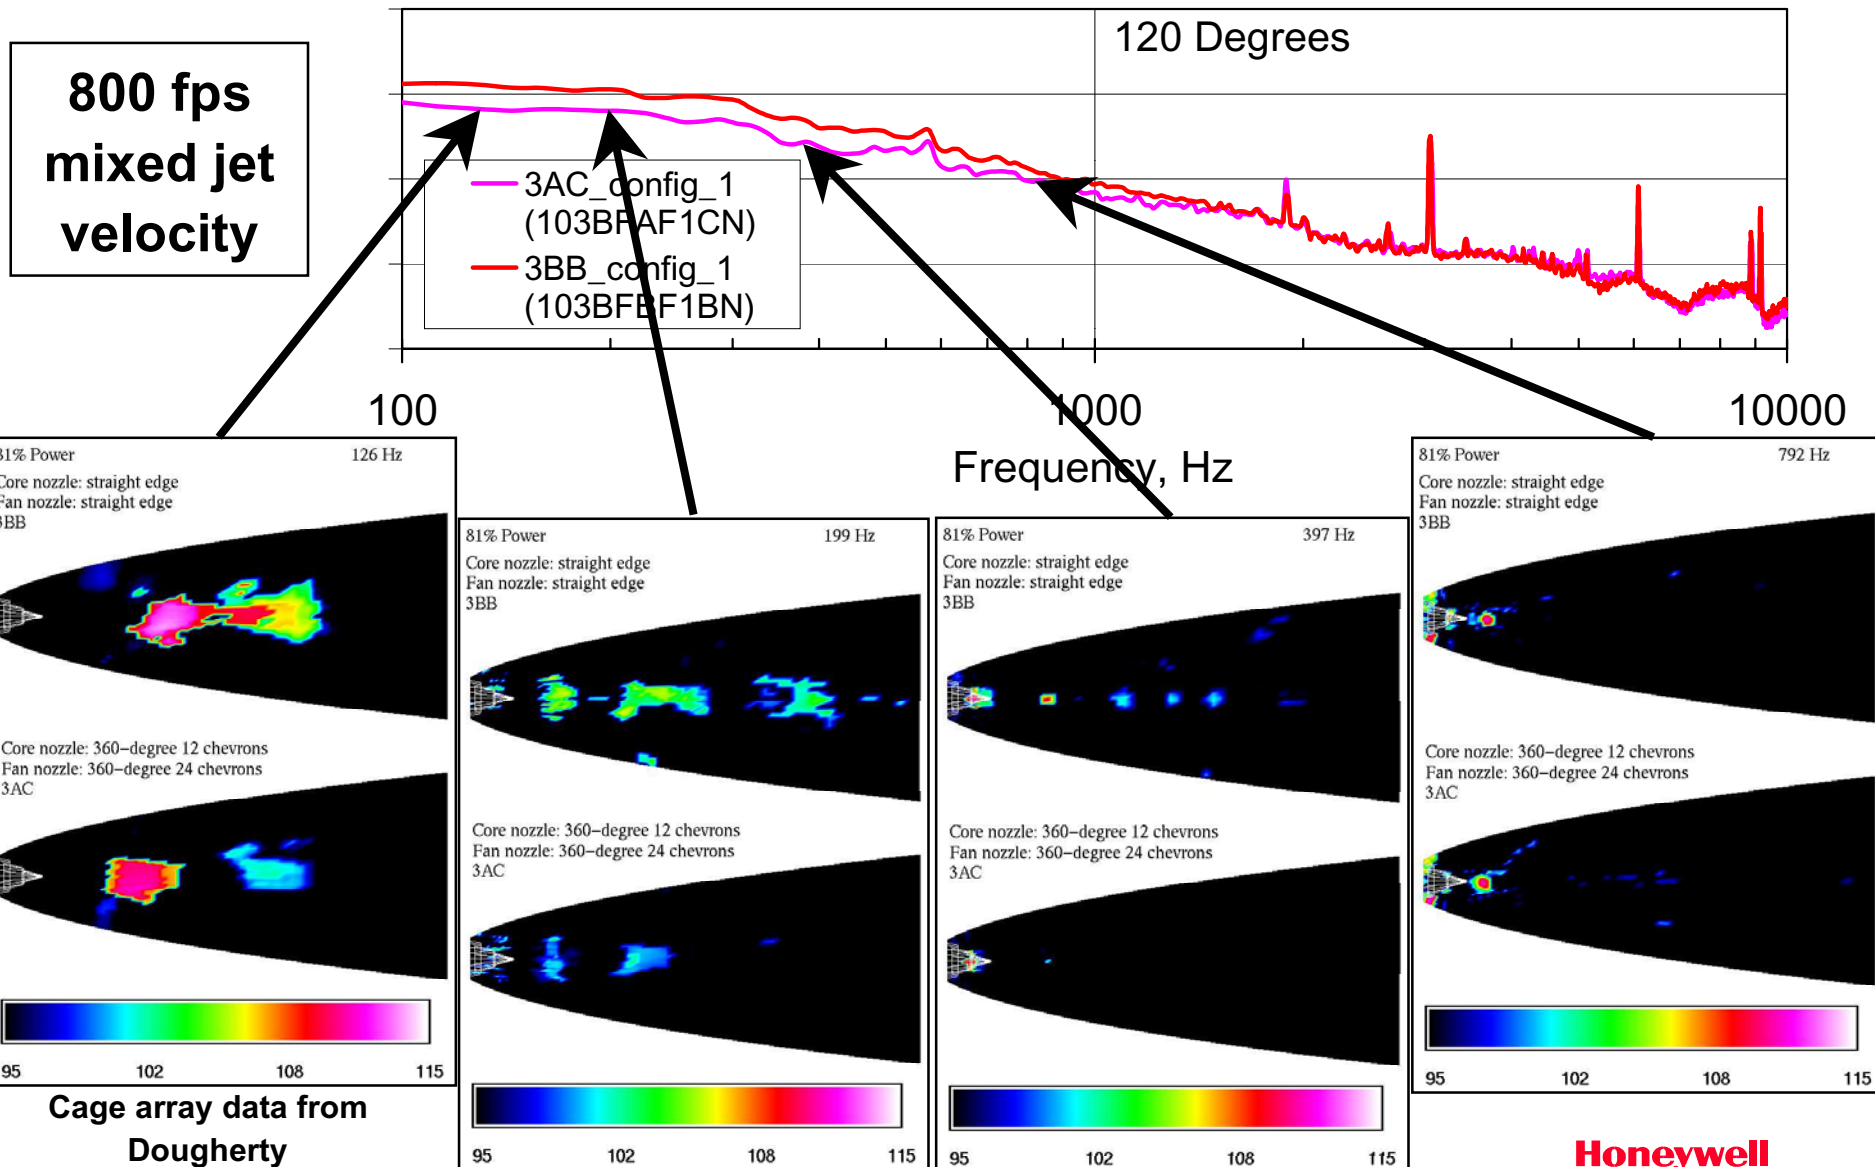 800 fps
mixed jet
velocity
120 Degrees
3AC_config_1
(103BFAF1CN)
3BB_config_1
(103BFBF1BN)
100
1000
10000
Frequency, Hz
81% Power 126 Hz
Core nozzle: straight edge
Fan nozzle: straight edge
3BB
Core nozzle: 360–degree 12 chevrons
Fan nozzle: 360–degree 24 chevrons
3AC
95 102 108 115
Cage array data from
Dougherty
81% Power 199 Hz
Core nozzle: straight edge
Fan nozzle: straight edge
3BB
Core nozzle: 360–degree 12 chevrons
Fan nozzle: 360–degree 24 chevrons
3AC
95 102 108 115
81% Power 397 Hz
Core nozzle: straight edge
Fan nozzle: straight edge
3BB
Core nozzle: 360–degree 12 chevrons
Fan nozzle: 360–degree 24 chevrons
3AC
95 102 108 115
81% Power 792 Hz
Core nozzle: straight edge
Fan nozzle: straight edge
3BB
Core nozzle: 360–degree 12 chevrons
Fan nozzle: 360–degree 24 chevrons
3AC
95 102 108 115
Honeywell